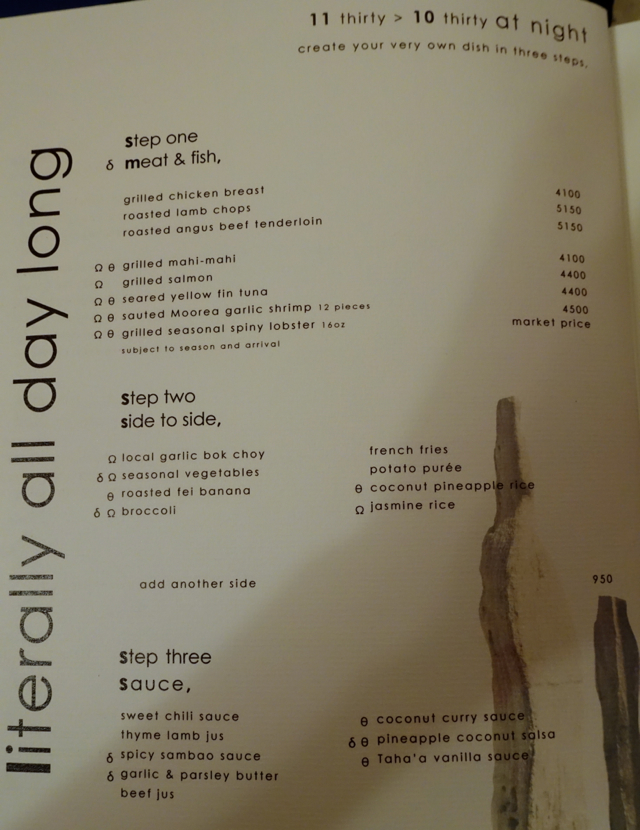 11 thirty > 10 thirty at night
create your very own dish in three steps,
literally all day long
step one
δ meat & fish,
grilled chicken breast 4100
roasted lamb chops 5150
roasted angus beef tenderloin 5150
Ω θ grilled mahi-mahi 4100
Ω grilled salmon 4400
Ω θ seared yellow fin tuna 4400
Ω θ sauted Moorea garlic shrimp 12 pieces 4500
Ω θ grilled seasonal spiny lobster 16oz market price
subject to season and arrival
step two
side to side,
Ω local garlic bok choy
δ Ω seasonal vegetables
θ roasted fei banana
δ Ω broccoli
french fries
potato purée
θ coconut pineapple rice
Ω jasmine rice
add another side 950
step three
sauce,
sweet chili sauce
thyme lamb jus
δ spicy sambao sauce
δ garlic & parsley butter
beef jus
θ coconut curry sauce
δ θ pineapple coconut salsa
θ Taha'a vanilla sauce